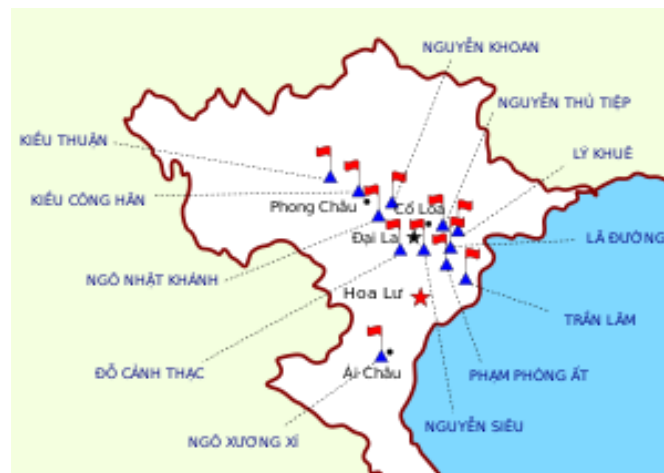 NGUYỄN KHOAN
NGUYỄN THỦ TIỆP
KIỀU THUẬN
LÝ KHUÊ
KIỀU CÔNG HÃN
Phong Châu
Cổ Loa
Đại La
LÃ ĐƯỜNG
NGÔ NHẬT KHÁNH
Hoa Lư
TRẦN LÃM
ĐỖ CẢNH THẠC
Ái Châu
PHẠM PHÒNG ÁT
NGUYỄN SIÊU
NGÔ XƯƠNG XÍ